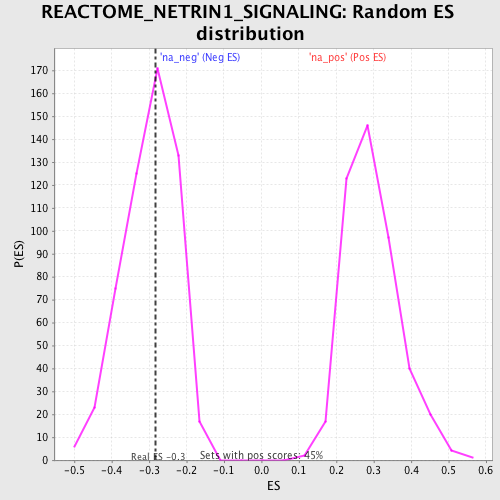 REACTOME_NETRIN1_SIGNALING: Random ES
distribution
'na_neg' (Neg ES) 'na_pos' (Pos ES)
170
160
150
140
130
120
110
100
90
80
70
60
50
40
30
20
10
0
P(ES)
Real ES -0.3 Sets with pos scores: 45%
-0.5 -0.4 -0.3 -0.2 -0.1 0.0 0.1 0.2 0.3 0.4 0.5 0.6
ES